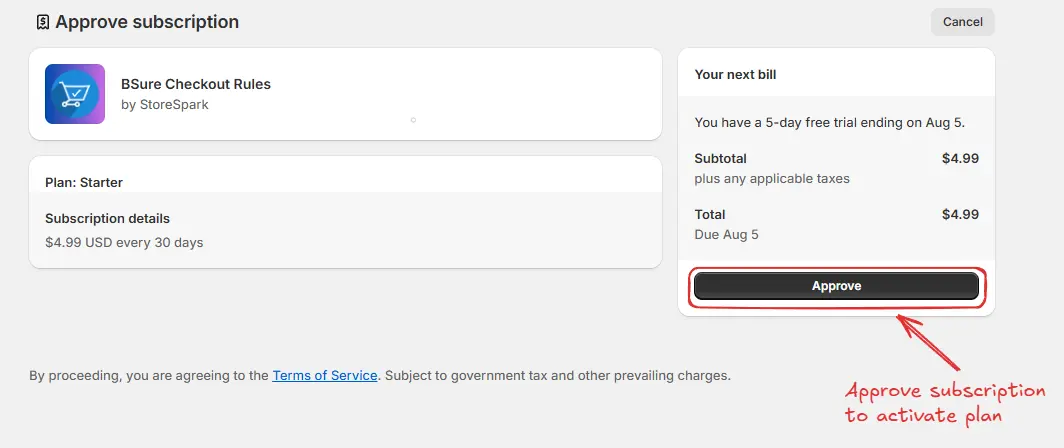 Approve subscription
Cancel
BSure Checkout Rules
by StoreSpark
Plan: Starter
Subscription details
$4.99 USD every 30 days
Your next bill
You have a 5-day free trial ending on Aug 5.
Subtotal $4.99
plus any applicable taxes
Total $4.99
Due Aug 5
Approve
By proceeding, you are agreeing to the Terms of Service. Subject to government tax and other prevailing charges.
Approve subscription
to activate plan